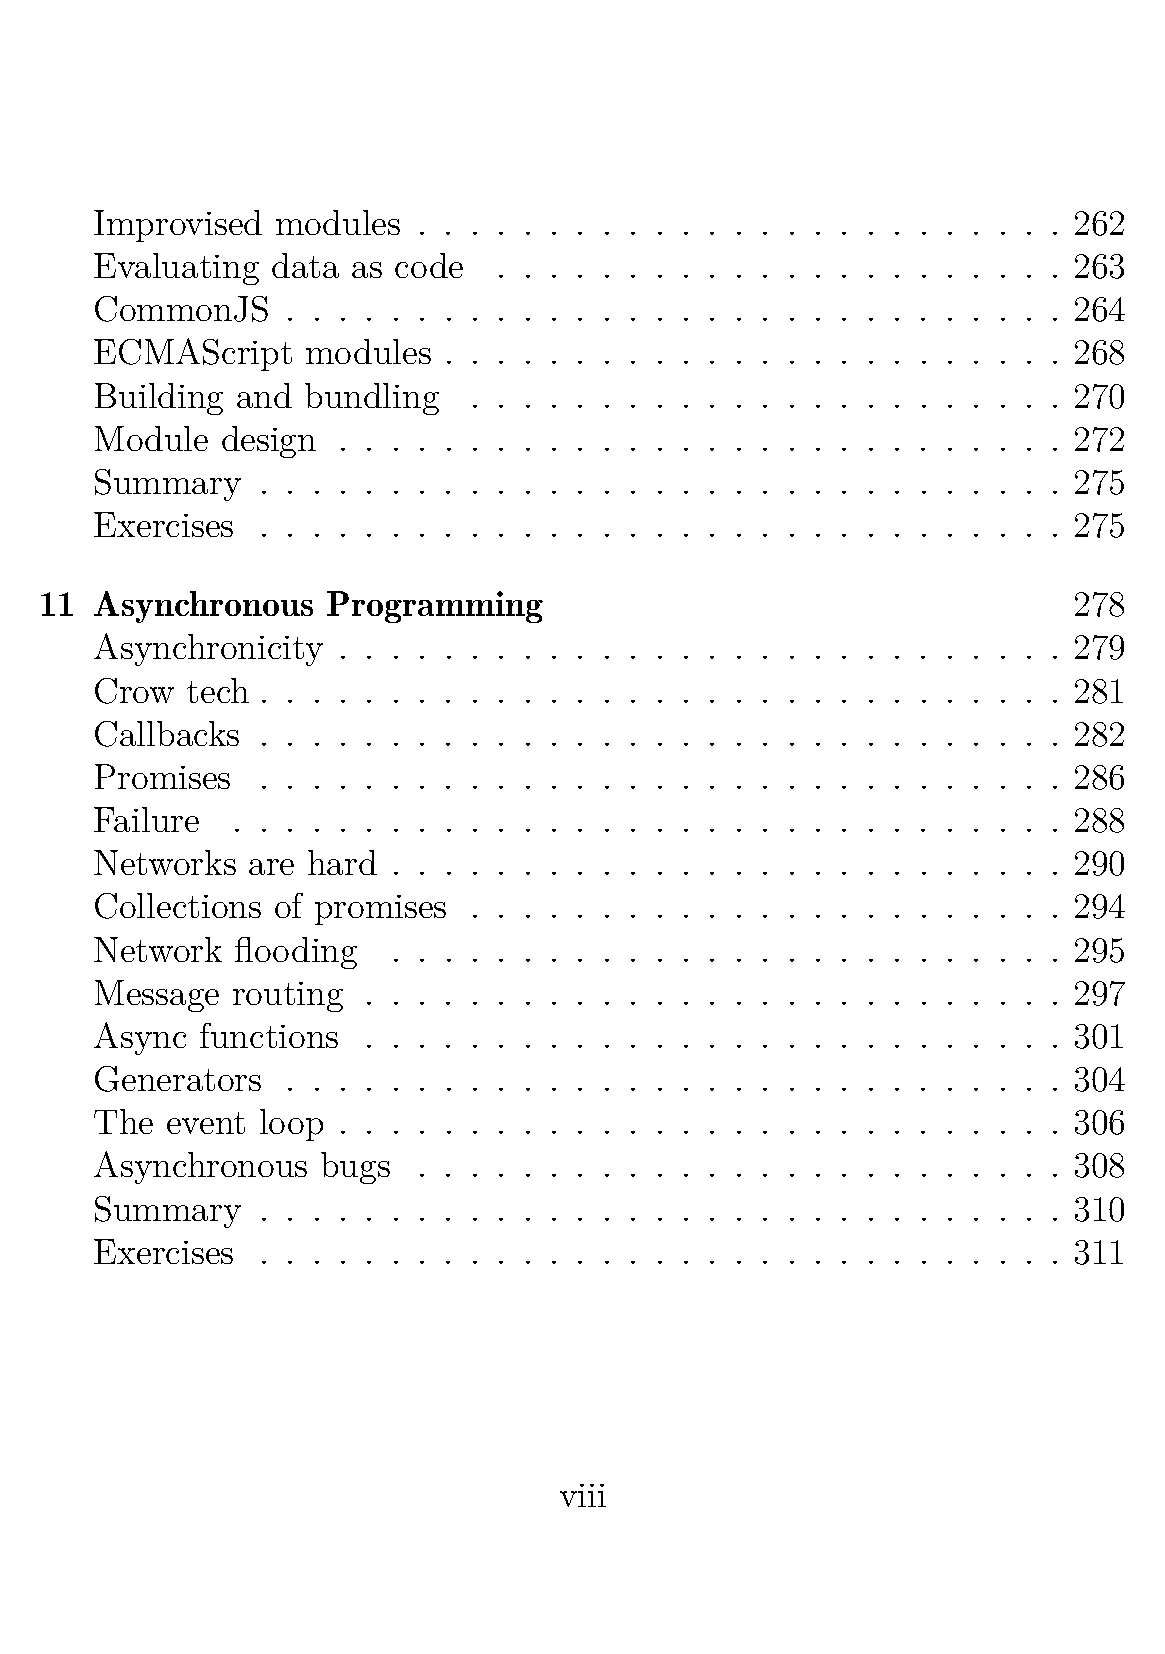 Improvised modules . . . . . . . . . . . . . . . . . . . . . . . . . 262
Evaluating data as code . . . . . . . . . . . . . . . . . . . . . . 263
CommonJS . . . . . . . . . . . . . . . . . . . . . . . . . . . . . . 264
ECMAScript modules . . . . . . . . . . . . . . . . . . . . . . . . 268
Building and bundling . . . . . . . . . . . . . . . . . . . . . . . 270
Module design . . . . . . . . . . . . . . . . . . . . . . . . . . . . 272
Summary . . . . . . . . . . . . . . . . . . . . . . . . . . . . . . . 275
Exercises . . . . . . . . . . . . . . . . . . . . . . . . . . . . . . . 275
11 Asynchronous Programming 278
Asynchronicity . . . . . . . . . . . . . . . . . . . . . . . . . . . . 279
Crow tech . . . . . . . . . . . . . . . . . . . . . . . . . . . . . . . 281
Callbacks . . . . . . . . . . . . . . . . . . . . . . . . . . . . . . . 282
Promises . . . . . . . . . . . . . . . . . . . . . . . . . . . . . . . 286
Failure . . . . . . . . . . . . . . . . . . . . . . . . . . . . . . . . 288
Networks are hard . . . . . . . . . . . . . . . . . . . . . . . . . . 290
Collections of promises . . . . . . . . . . . . . . . . . . . . . . . 294
Network flooding . . . . . . . . . . . . . . . . . . . . . . . . . . 295
Message routing . . . . . . . . . . . . . . . . . . . . . . . . . . . 297
Async functions . . . . . . . . . . . . . . . . . . . . . . . . . . . 301
Generators . . . . . . . . . . . . . . . . . . . . . . . . . . . . . . 304
The event loop . . . . . . . . . . . . . . . . . . . . . . . . . . . . 306
Asynchronous bugs . . . . . . . . . . . . . . . . . . . . . . . . . 308
Summary . . . . . . . . . . . . . . . . . . . . . . . . . . . . . . . 310
Exercises . . . . . . . . . . . . . . . . . . . . . . . . . . . . . . . 311
viii